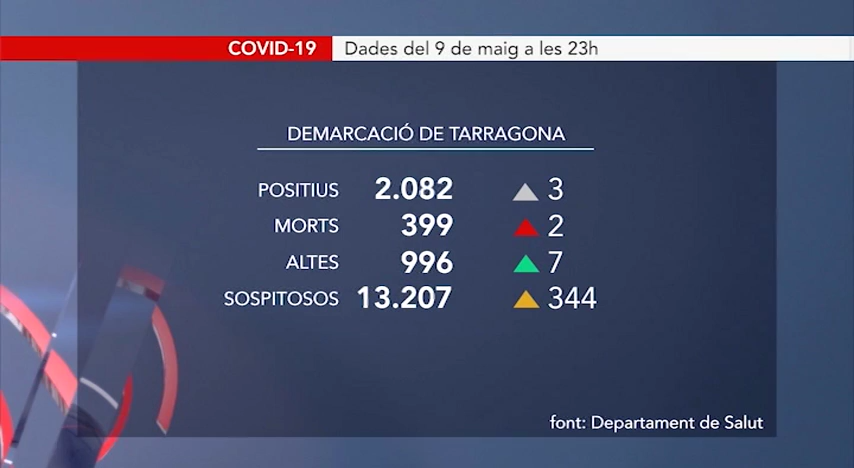 COVID-19 Dades del 9 de maig a les 23h
DEMARCACIÓ DE TARRAGONA
POSITIUS 2.082 3
MORTS 399 2
ALTES 996 7
SOSPITOSOS 13.207 344
font: Departament de Salut